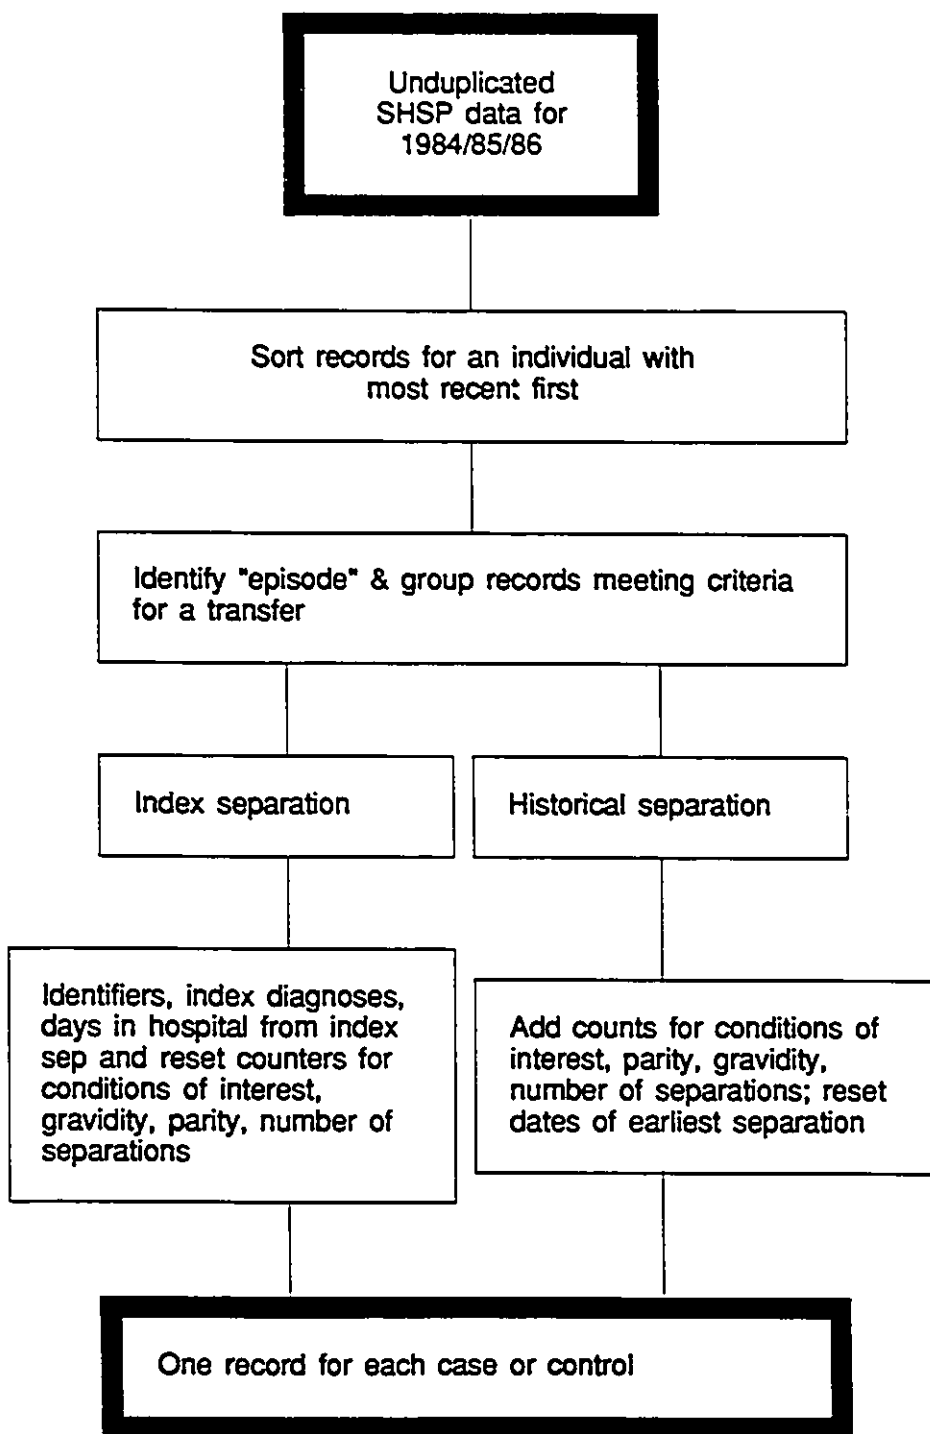 Unduplicated
SHSP data for
1984/85/86
Sort records for an individual with
most recent first
Identify "episode" & group records meeting criteria
for a transfer
Index separation
Historical separation
Identifiers, index diagnoses,
days in hospital from index
sep and reset counters for
conditions of interest,
gravidity, parity, number of
separations
Add counts for conditions of
interest, parity, gravidity,
number of separations; reset
dates of earliest separation
One record for each case or control